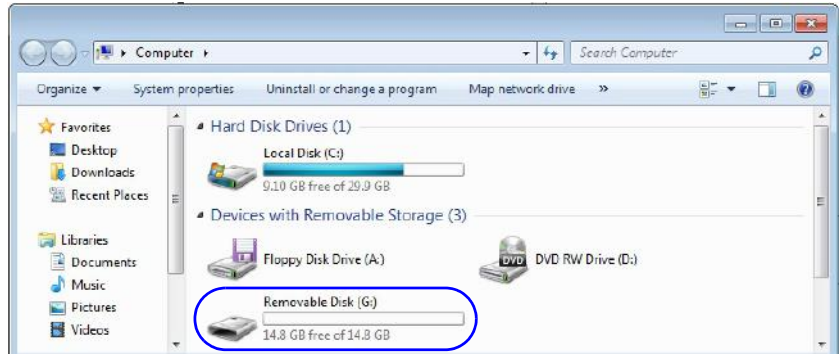 Computer
Search Computer
Organize
System properties
Uninstall or change a program
Map network drive
»
Favorites
Desktop
Downloads
Recent Places
Libraries
Documents
Music
Pictures
Videos
Hard Disk Drives (1)
Local Disk (C:)
9.10 GB free of 29.9 GB
Devices with Removable Storage (3)
Floppy Disk Drive (A:)
DVD
DVD RW Drive (D:)
Removable Disk (G:)
14.8 GB free of 14.8 GB